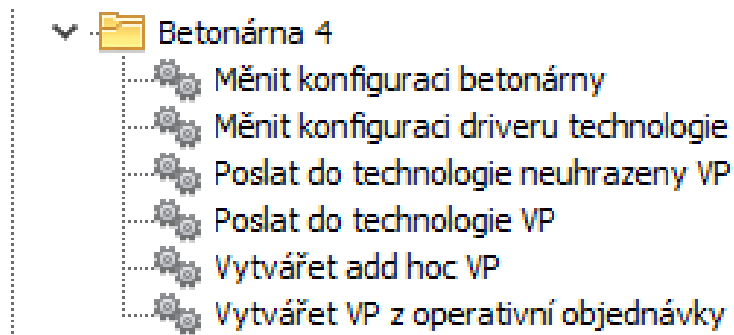 Betonárna 4
Měnit konfiguraci betonárny
Měnit konfiguraci driveru technologie
Poslat do technologie neuhrazeny VP
Poslat do technologie VP
Vytvářet add hoc VP
Vytvářet VP z operativní objednávky